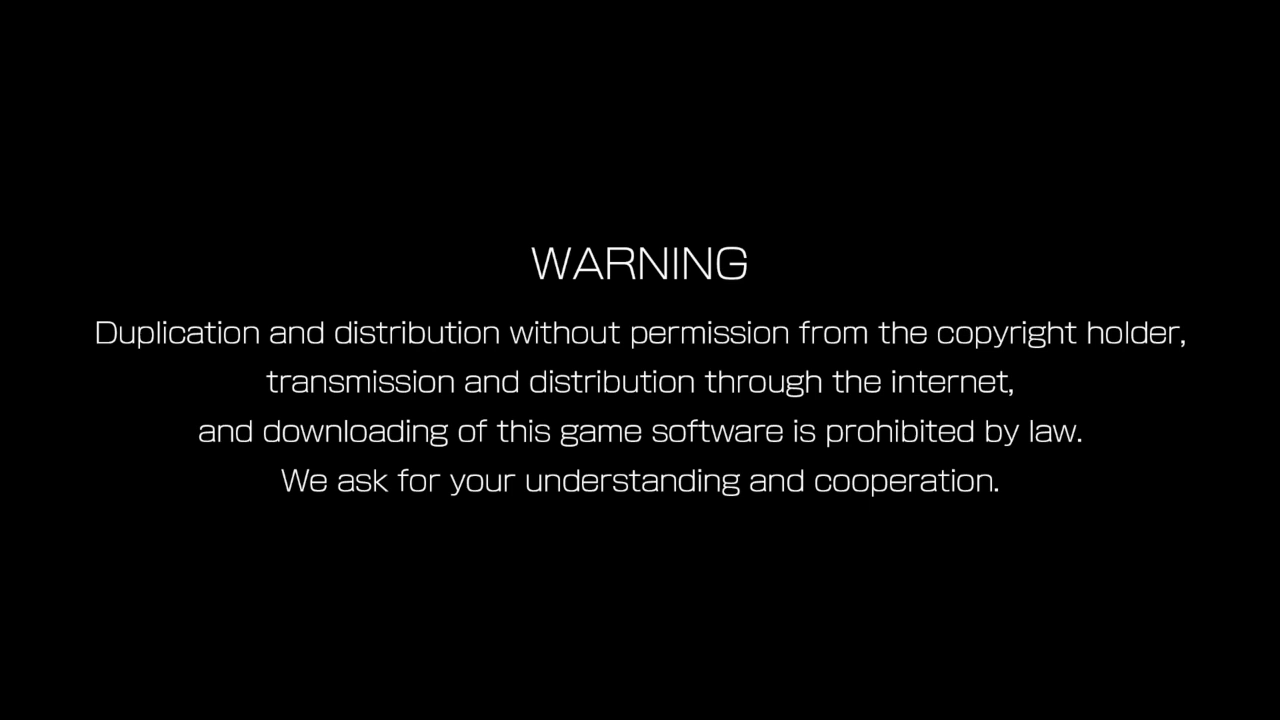 WARNING
Duplication and distribution without permission from the copyright holder,
transmission and distribution through the internet,
and downloading of this game software is prohibited by law.
We ask for your understanding and cooperation.